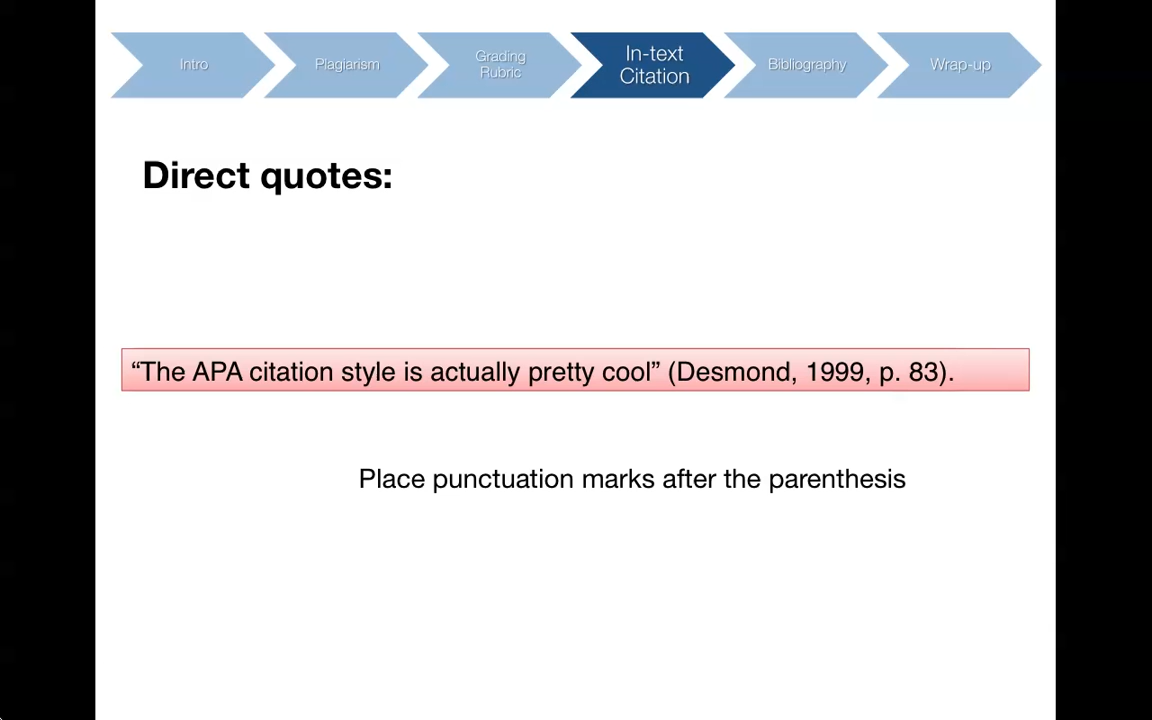 Intro
Plagiarism
Grading
Rubric
In-text
Citation
Bibliography
Wrap-up
Direct quotes:
“The APA citation style is actually pretty cool” (Desmond, 1999, p. 83).
Place punctuation marks after the parenthesis